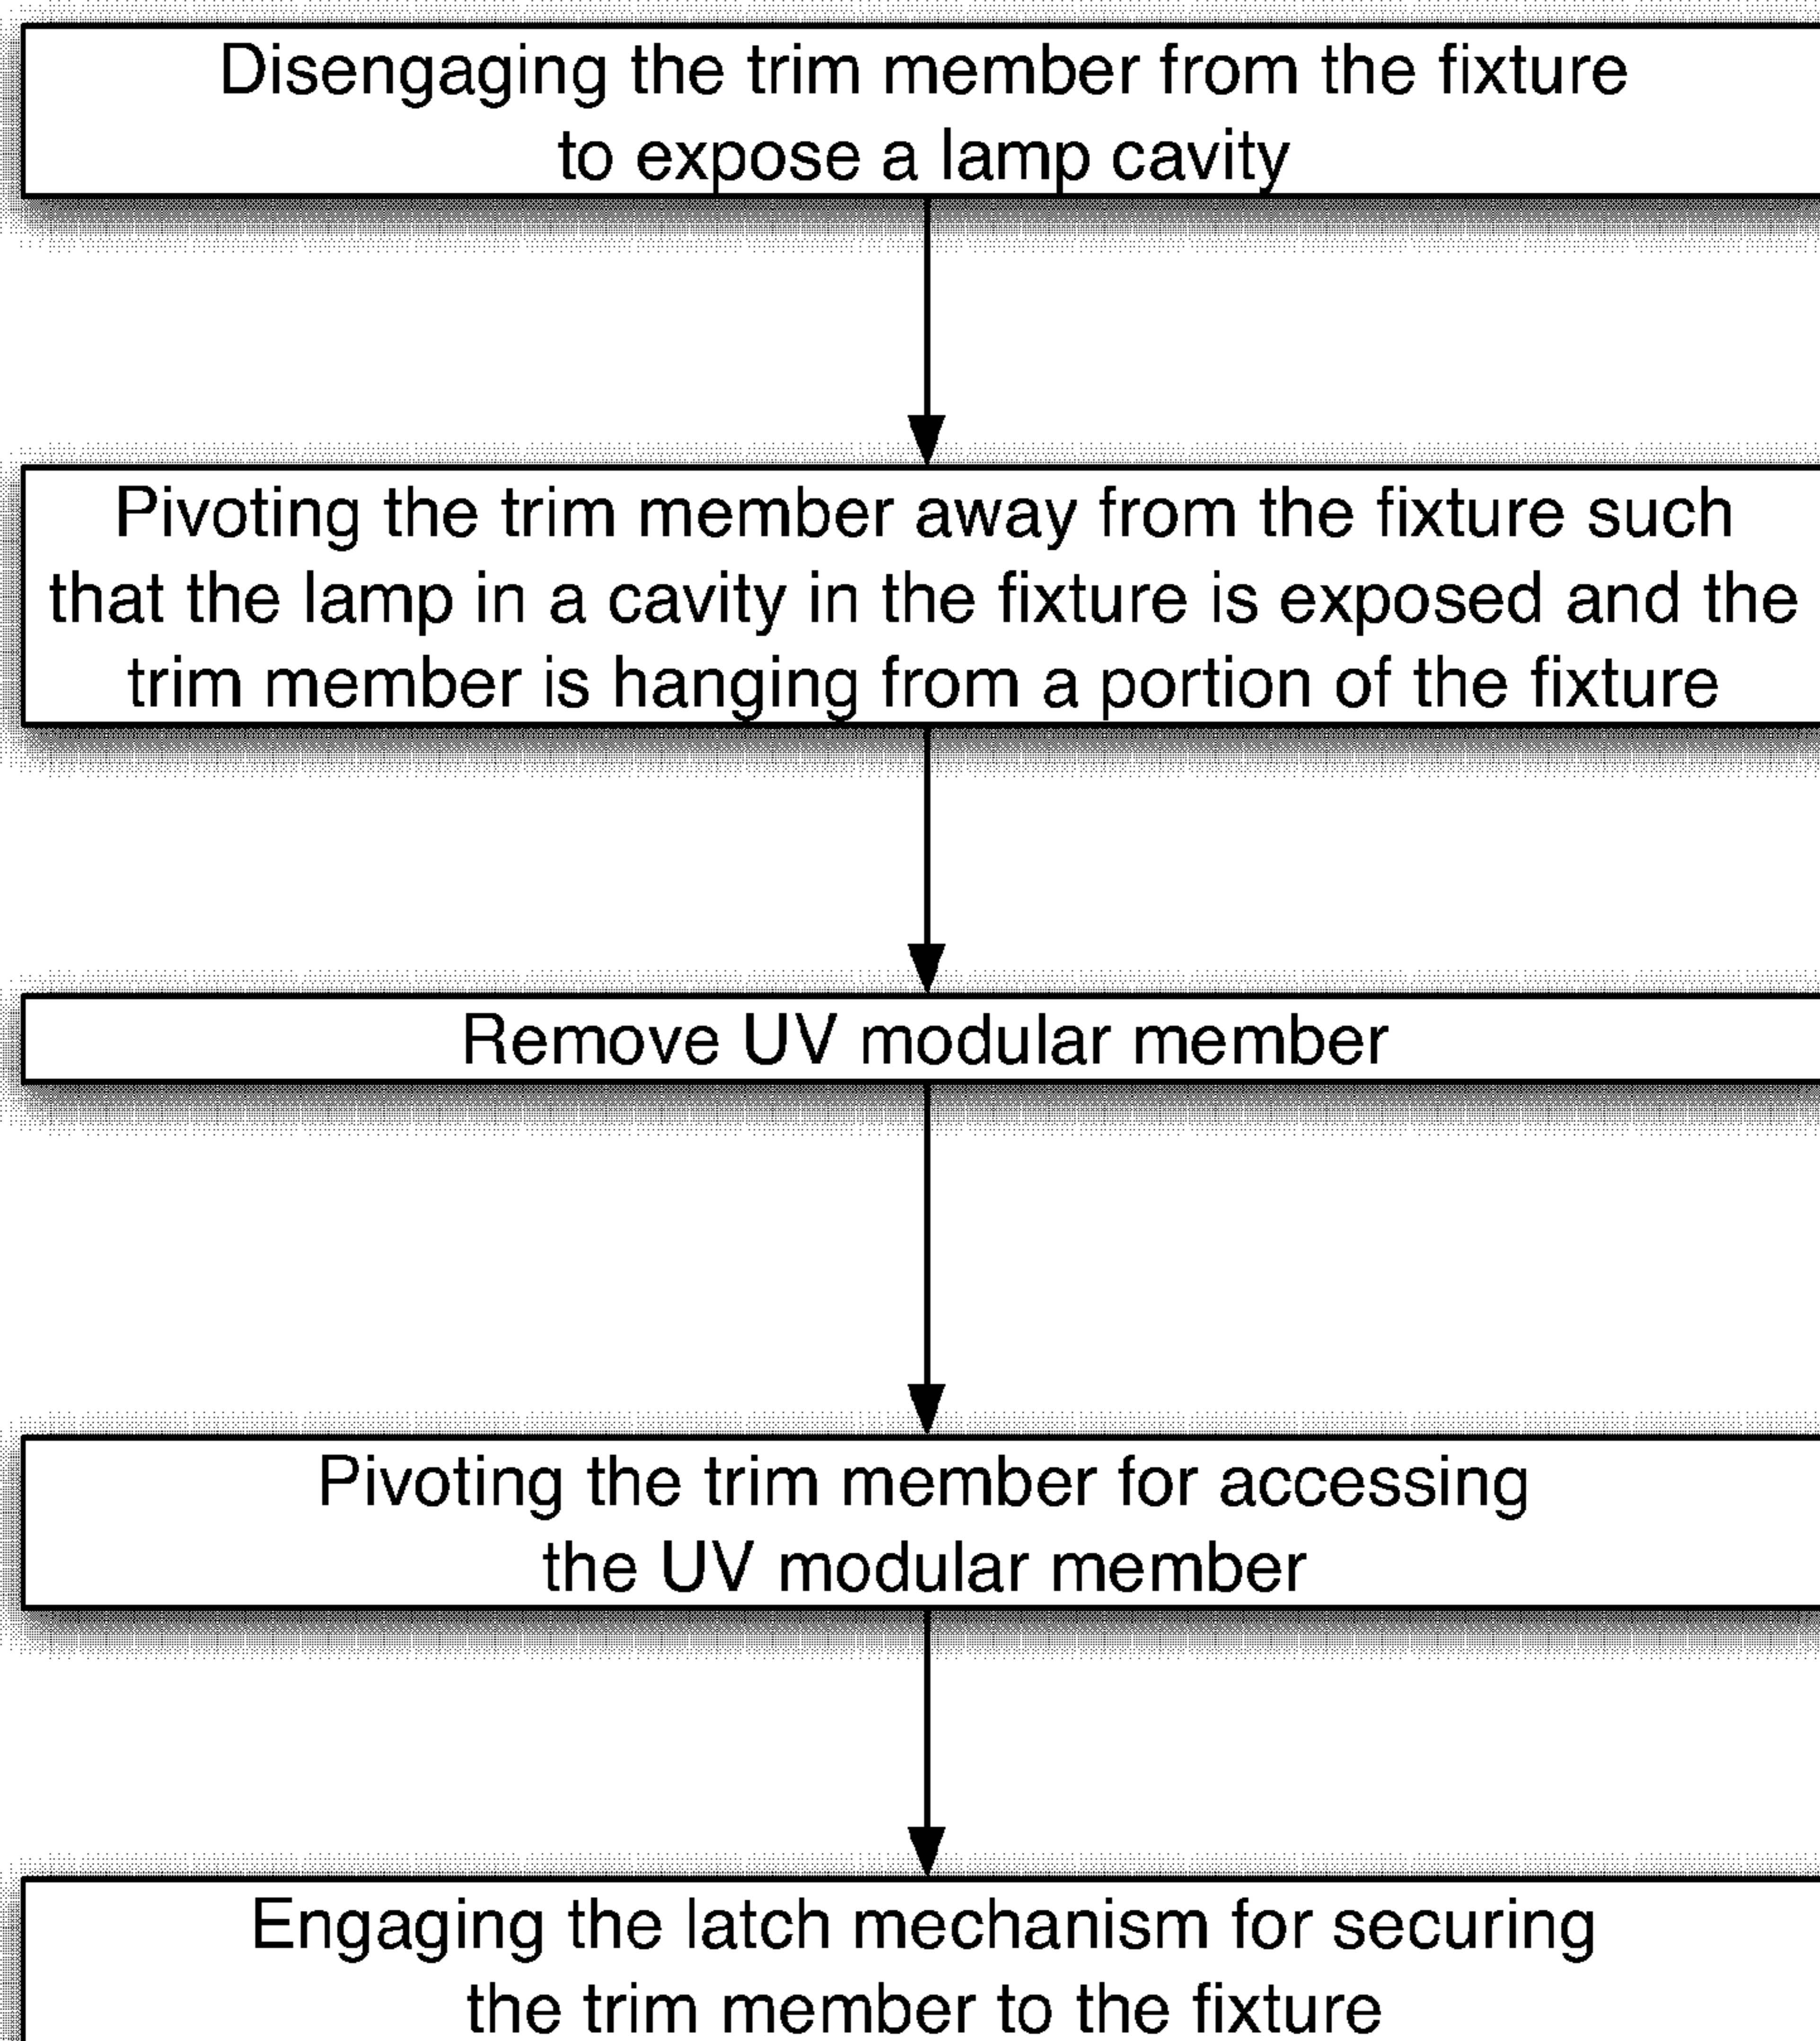 Disengaging the trim member from the fixture
to expose a lamp cavity
Pivoting the trim member away from the fixture such
that the lamp in a cavity in the fixture is exposed and the
trim member is hanging from a portion of the fixture
Remove UV modular member
Pivoting the trim member for accessing
the UV modular member
Engaging the latch mechanism for securing
the trim member to the fixture